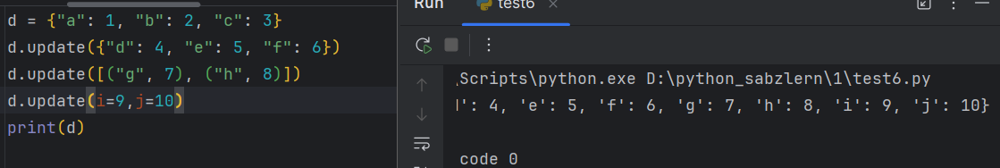 d = {"a": 1, "b": 2, "c": 3}
d.update({"d": 4, "e": 5, "f": 6})
d.update([("g", 7), ("h", 8)])
d.update(i=9,j=10)
print(d)
Run
test6
\Scripts\python.exe D:\python_sabzlern\1\test6.py
': 4, 'e': 5, 'f': 6, 'g': 7, 'h': 8, 'i': 9, 'j': 10}
code 0